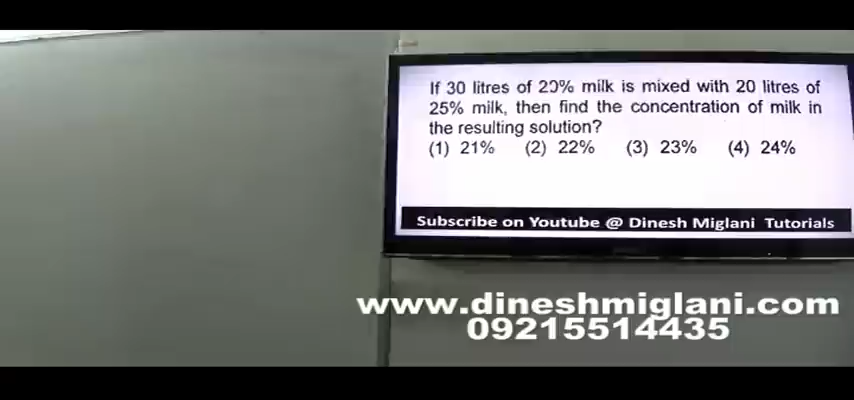 If 30 litres of 20% milk is mixed with 20 litres of
25% milk, then find the concentration of milk in
the resulting solution?
(1) 21% (2) 22% (3) 23% (4) 24%
Subscribe on Youtube @ Dinesh Miglani Tutorials
www.dineshmiglani.com
09215514435